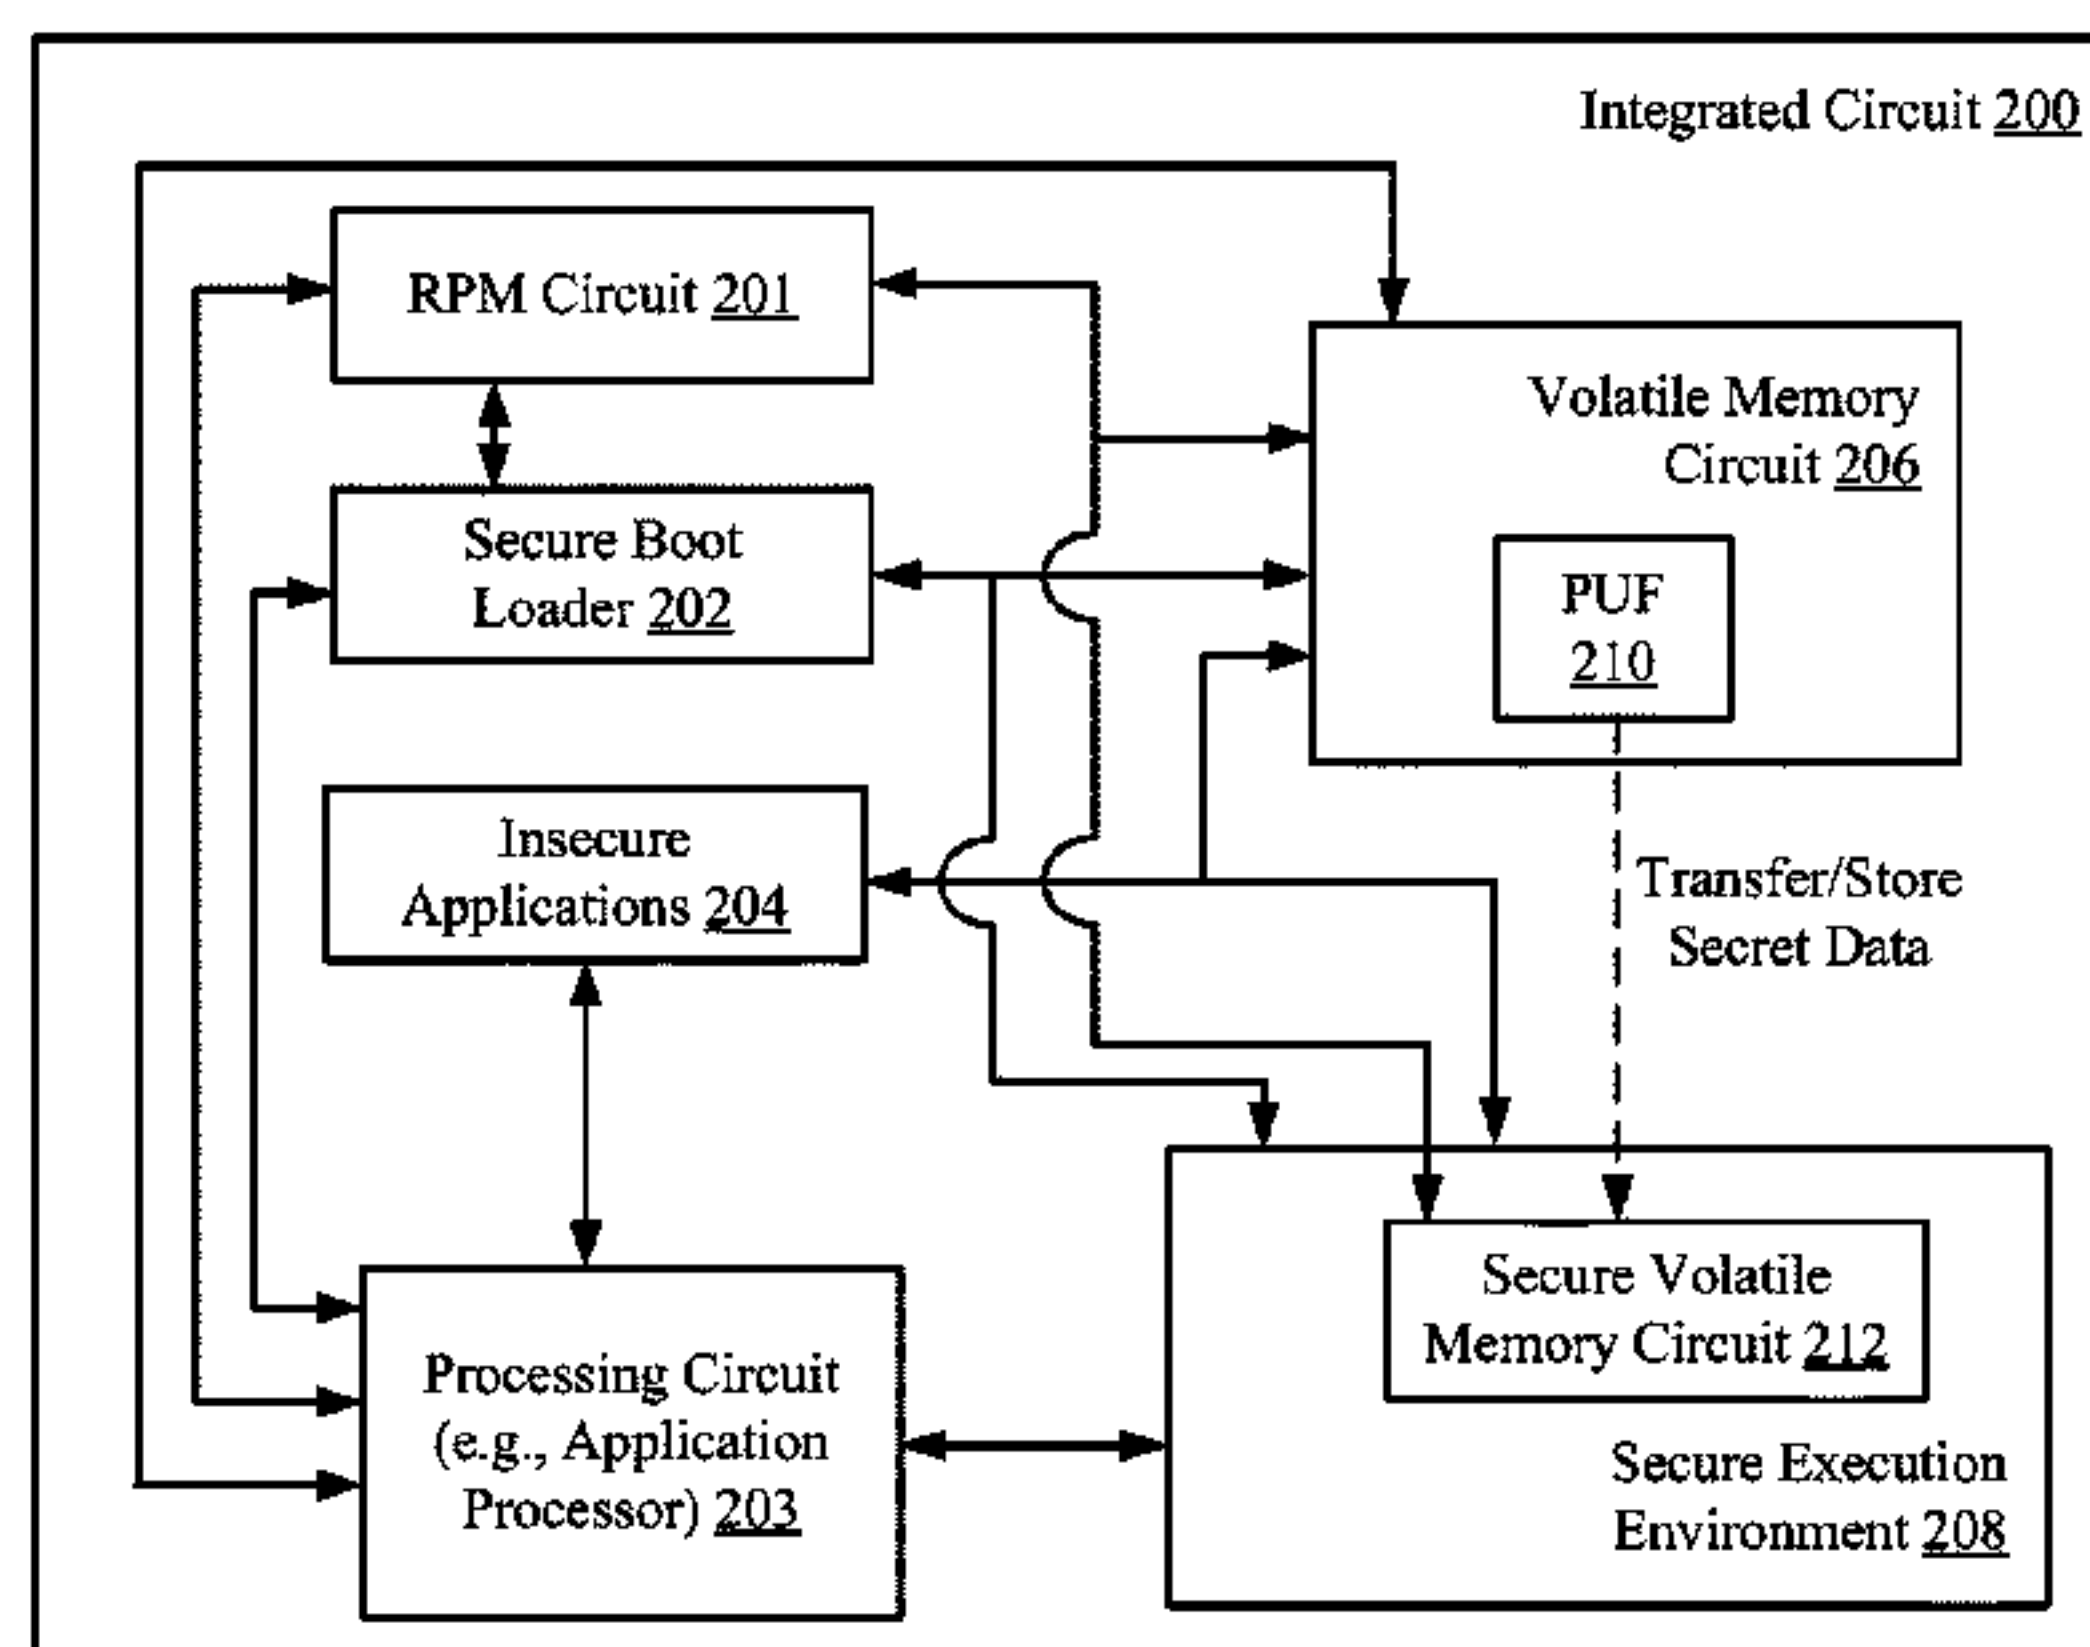 Integrated Circuit 200
RPM Circuit 201
Volatile Memory
Circuit 206
Secure Boot
Loader 202
PUF
210
Insecure
Applications 204
Transfer/Store
Secret Data
Secure Volatile
Memory Circuit 212
Processing Circuit
(e.g., Application
Processor) 203
Secure Execution
Environment 208